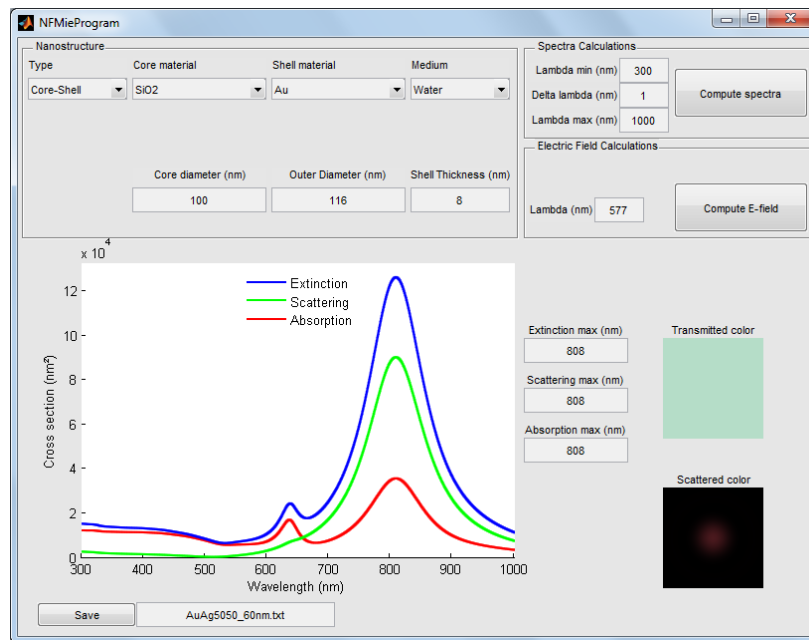 NFMieProgram
Nanostructure
Type
Core material
Shell material
Medium
Core-Shell
SiO2
Au
Water
Core diameter (nm)
Outer Diameter (nm)
Shell Thickness (nm)
100
116
8
Spectra Calculations
Lambda min (nm)
300
Delta lambda (nm)
1
Lambda max (nm)
1000
Compute spectra
Electric Field Calculations
Lambda (nm)
577
Compute E-field
x 10^4
12
10
8
6
4
2
0
Cross section (nm²)
Extinction
Scattering
Absorption
300 400 500 600 700 800 900 1000
Wavelength (nm)
Extinction max (nm)
808
Scattering max (nm)
808
Absorption max (nm)
808
Transmitted color
Scattered color
Save
AuAg5050_60nm.txt